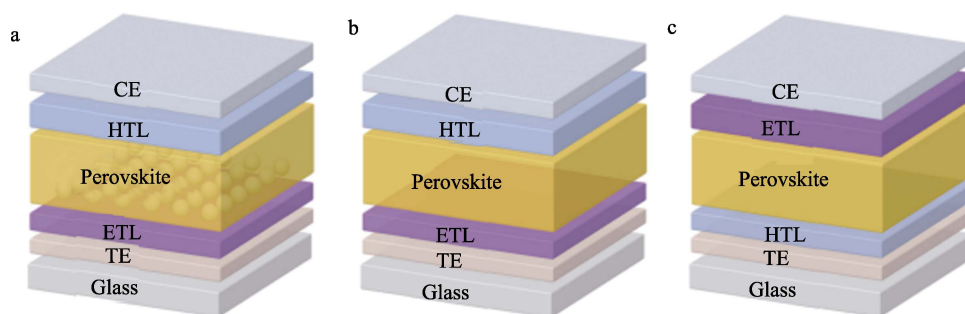 a
CE
HTL
Perovskite
ETL
TE
Glass
b
CE
HTL
Perovskite
ETL
TE
Glass
c
CE
ETL
Perovskite
HTL
TE
Glass